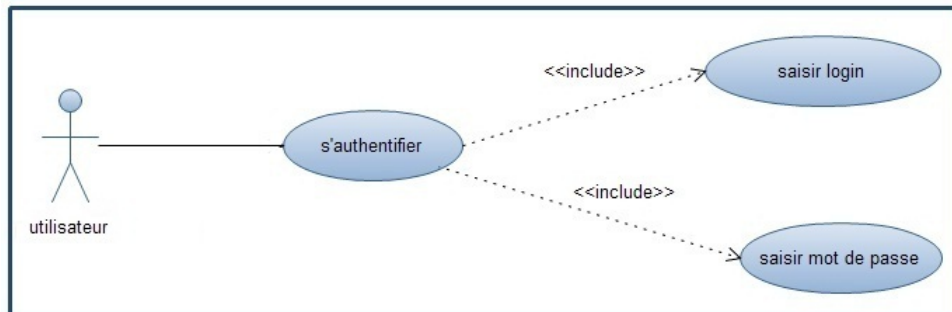 <<include>>
saisir login
s'authentifier
<<include>>
utilisateur
saisir mot de passe